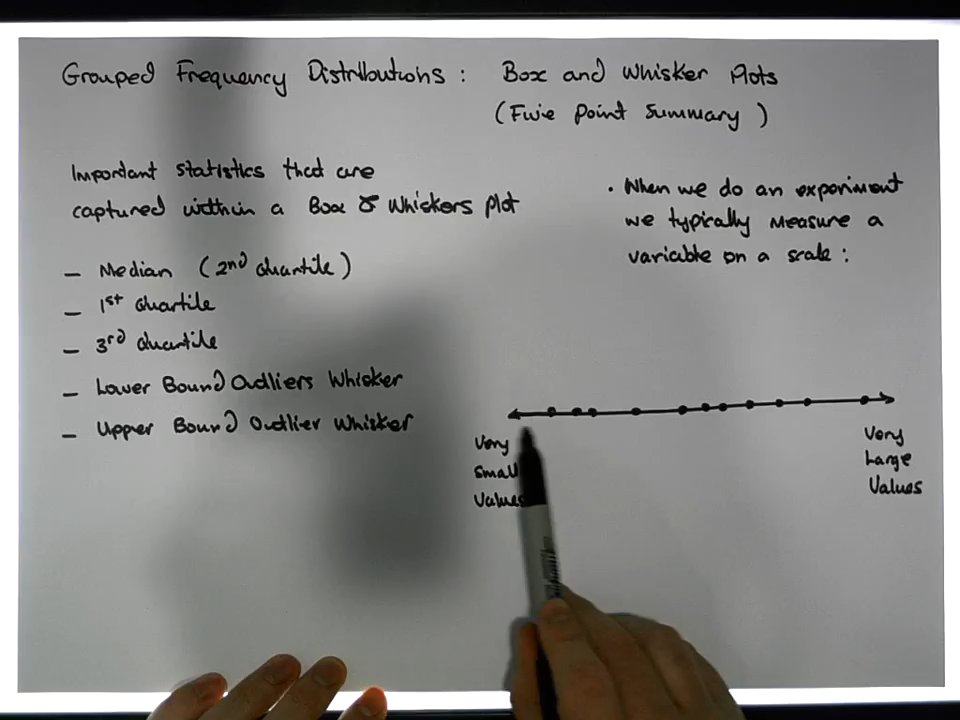 Grouped Frequency Distributions : Box and Whisker Plots
(Five Point Summary )
Important statistics that are
captured within a Box & Whiskers Plot
- Median (2nd Quartile)
- 1st Quartile
- 3rd Quartile
- Lower Bound Outliers Whisker
- Upper Bound Outlier Whisker
• When we do an experiment
we typically measure a
variable on a scale :
Very
Small
Values
Very
Large
Values